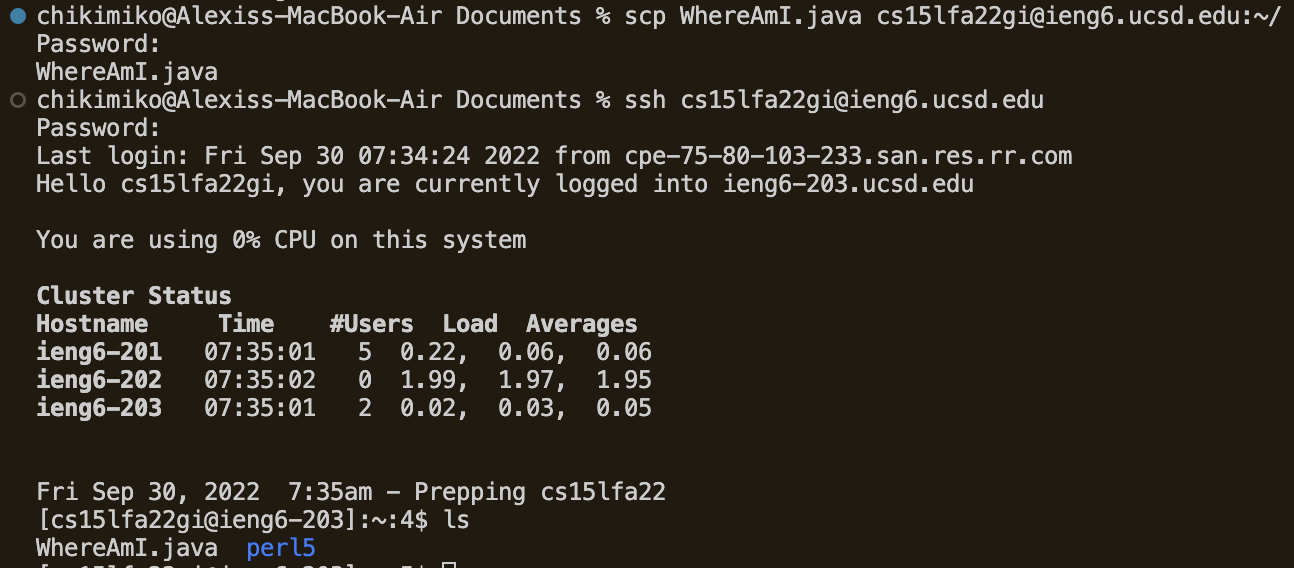 chikimiko@Alexiss-MacBook-Air Documents % scp WhereAmI.java cs15lfa22gi@ieng6.ucsd.edu:~/
Password:
WhereAmI.java
chikimiko@Alexiss-MacBook-Air Documents % ssh cs15lfa22gi@ieng6.ucsd.edu
Password:
Last login: Fri Sep 30 07:34:24 2022 from cpe-75-80-103-233.san.res.rr.com
Hello cs15lfa22gi, you are currently logged into ieng6-203.ucsd.edu
You are using 0% CPU on this system
Cluster Status
Hostname Time #Users Load Averages
ieng6-201 07:35:01 5 0.22, 0.06, 0.06
ieng6-202 07:35:02 0 1.99, 1.97, 1.95
ieng6-203 07:35:01 2 0.02, 0.03, 0.05
Fri Sep 30, 2022 7:35am - Prepping cs15lfa22
[cs15lfa22gi@ieng6-203]:~:4$ ls
WhereAmI.java perl5